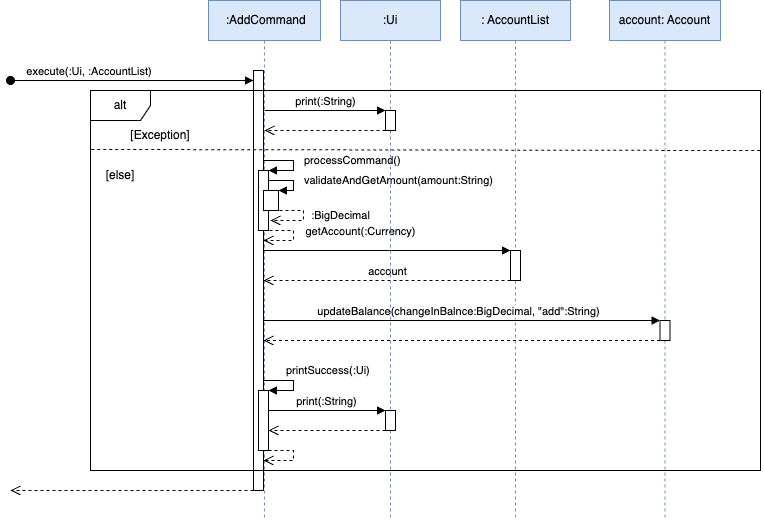 :AddCommand
:Ui
: AccountList
account: Account
execute(:Ui, :AccountList)
alt
print(:String)
[Exception]
processCommand()
[else]
validateAndGetAmount(amount:String)
:BigDecimal
getAccount(:Currency)
account
updateBalance(changeInBalnce:BigDecimal, "add":String)
printSuccess(:Ui)
print(:String)